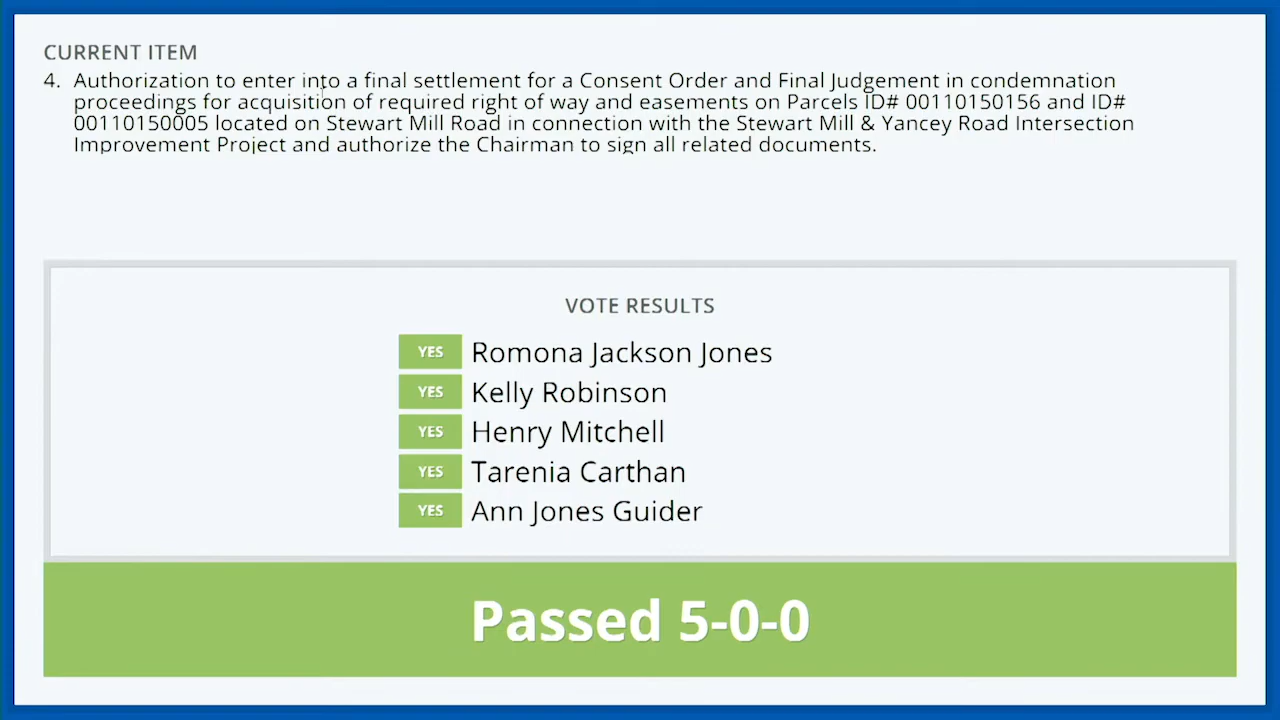 CURRENT ITEM
4. Authorization to enter into a final settlement for a Consent Order and Final Judgement in condemnation
proceedings for acquisition of required right of way and easements on Parcels ID# 00110150156 and ID#
00110150005 located on Stewart Mill Road in connection with the Stewart Mill & Yancey Road Intersection
Improvement Project and authorize the Chairman to sign all related documents.
VOTE RESULTS
YES Romona Jackson Jones
YES Kelly Robinson
YES Henry Mitchell
YES Tarenia Carthan
YES Ann Jones Guider
Passed 5-0-0